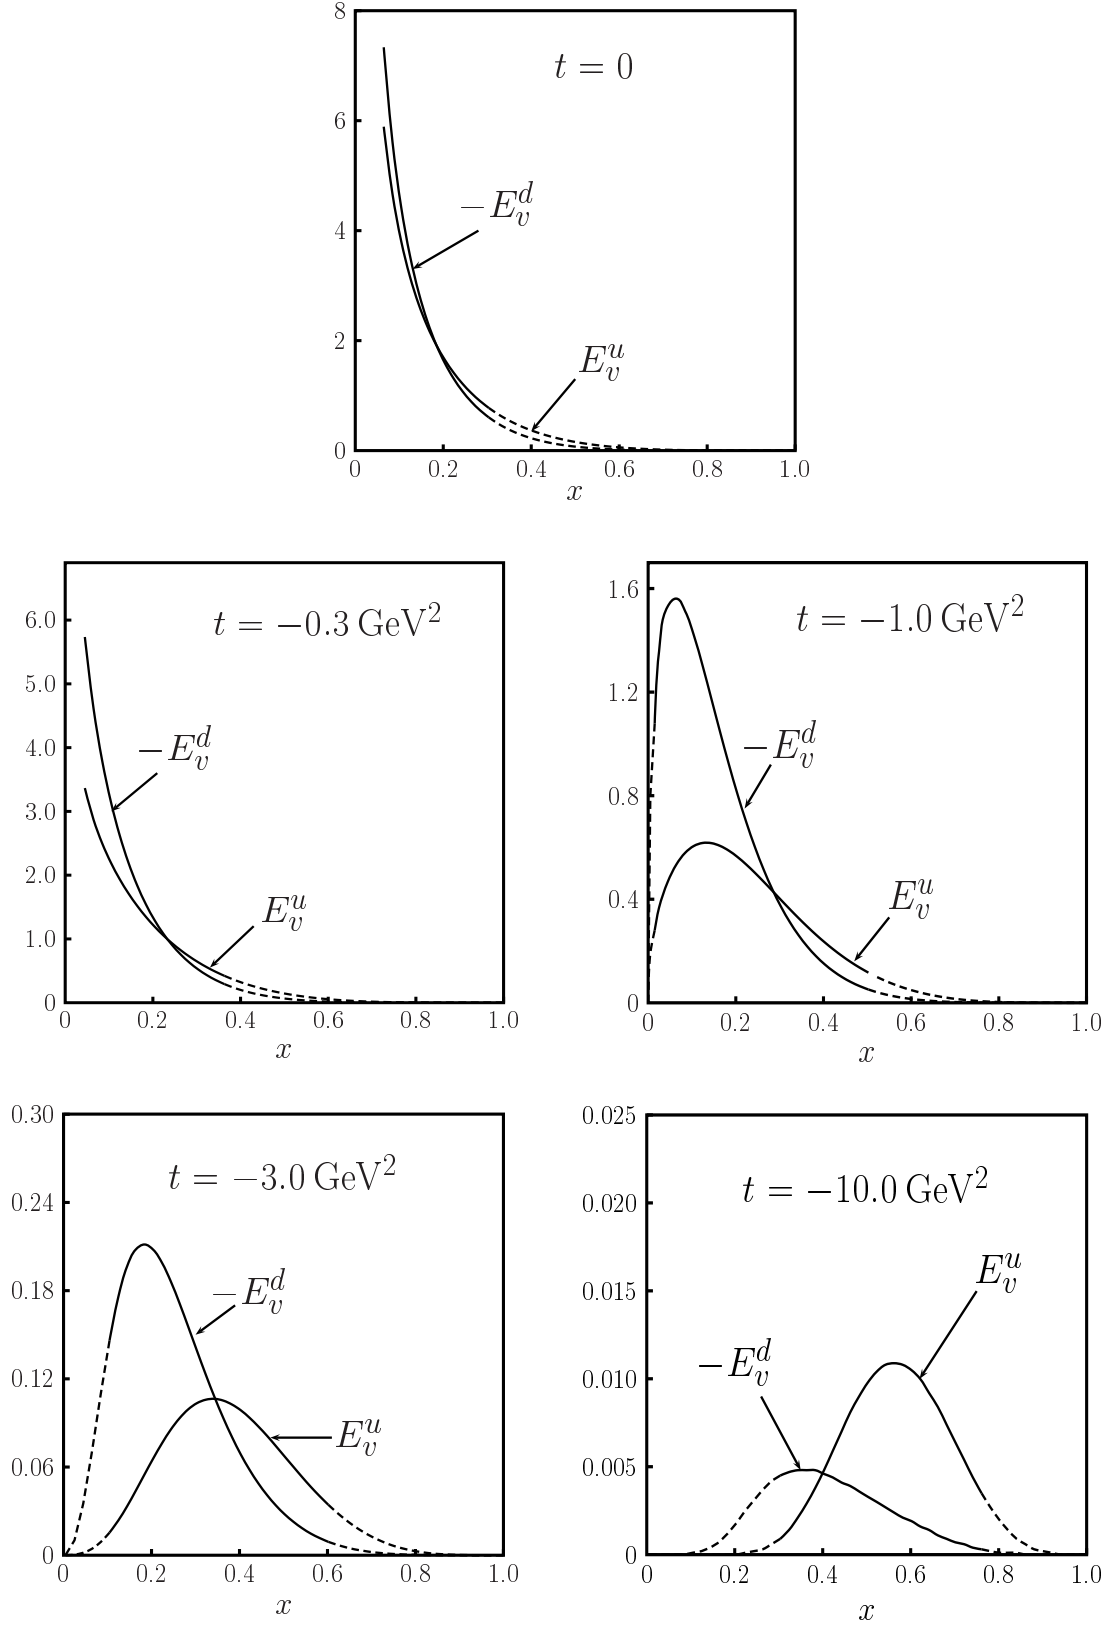 8
t = 0
6
−E_v^d
4
E_v^u
2
0
0 0.2 0.4 0.6 0.8 1.0
x
t = −0.3 GeV²
6.0
5.0
−E_v^d
4.0
3.0
2.0
E_v^u
1.0
0
0 0.2 0.4 0.6 0.8 1.0
x
1.6
t = −1.0 GeV²
1.2
−E_v^d
0.8
E_v^u
0.4
0
0 0.2 0.4 0.6 0.8 1.0
x
0.30
t = −3.0 GeV²
0.24
−E_v^d
0.18
0.12
E_v^u
0.06
0
0 0.2 0.4 0.6 0.8 1.0
x
0.025
t = −10.0 GeV²
0.020
E_v^u
0.015
−E_v^d
0.010
0.005
0
0 0.2 0.4 0.6 0.8 1.0
x